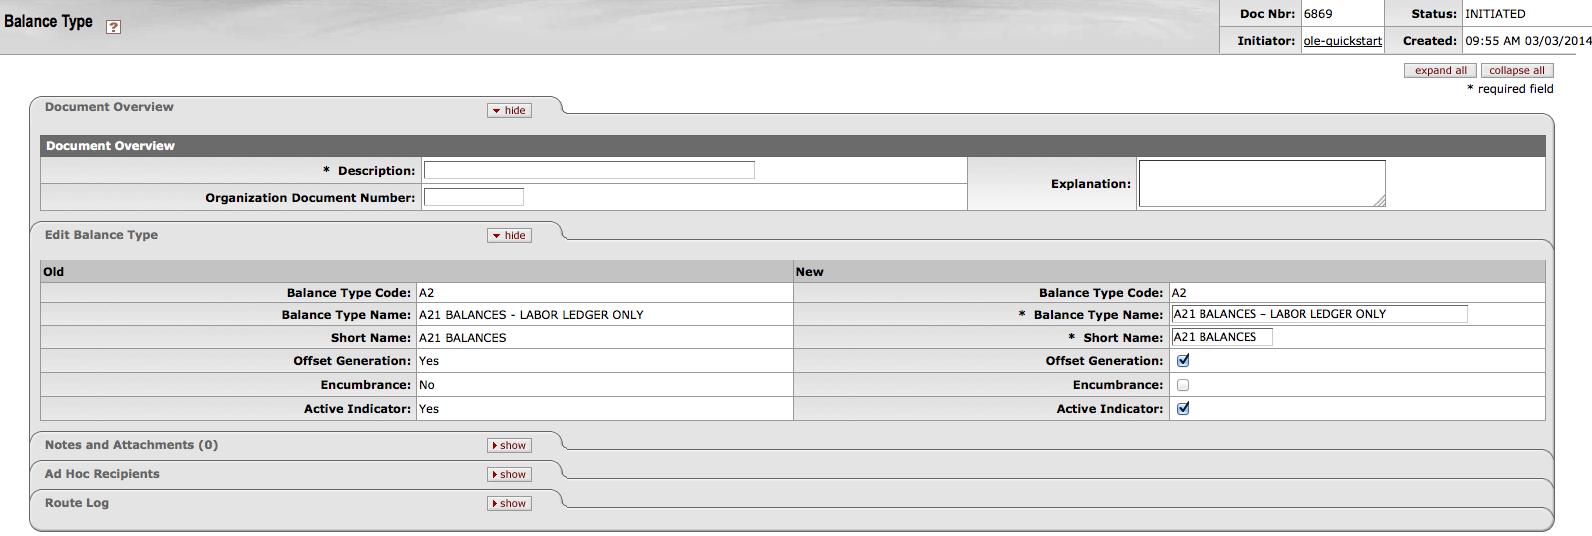 Balance Type ?
Doc Nbr: 6869 Status: INITIATED
Initiator: ole-quickstart Created: 09:55 AM 03/03/2014
expand all collapse all
* required field
Document Overview hide
Document Overview
* Description: Explanation:
Organization Document Number:
Edit Balance Type hide
Old New
Balance Type Code: A2 Balance Type Code: A2
Balance Type Name: A21 BALANCES - LABOR LEDGER ONLY * Balance Type Name: A21 BALANCES - LABOR LEDGER ONLY
Short Name: A21 BALANCES * Short Name: A21 BALANCES
Offset Generation: Yes Offset Generation:
Encumbrance: No Encumbrance:
Active Indicator: Yes Active Indicator:
Notes and Attachments (0) show
Ad Hoc Recipients show
Route Log show